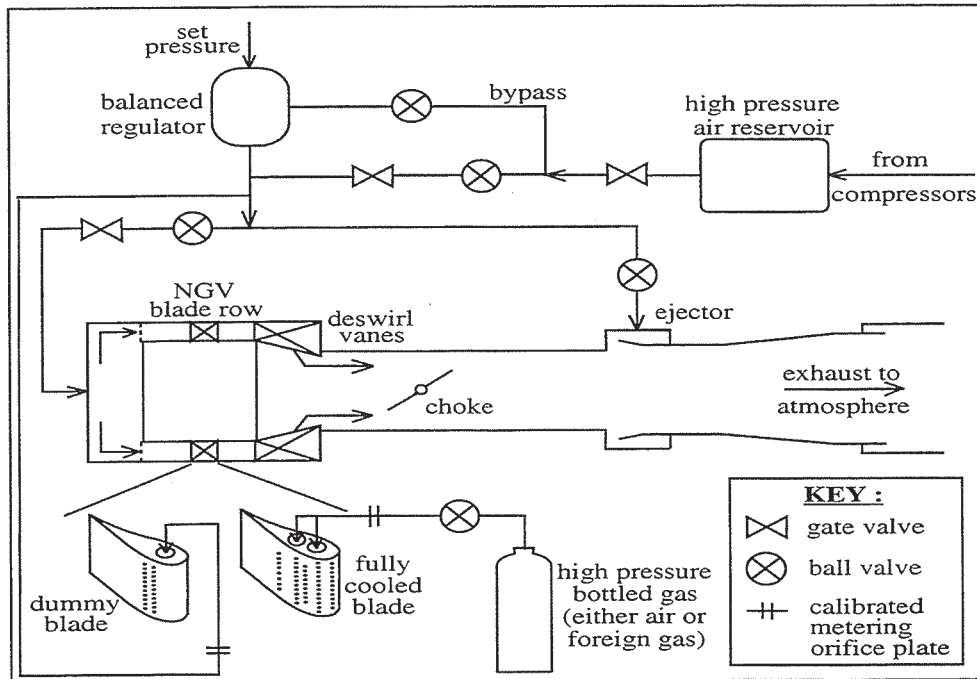 set
pressure
balanced
regulator
bypass
high pressure
air reservoir
from
compressors
NGV
blade row
deswirl
vanes
ejector
choke
exhaust to
atmosphere
dummy
blade
fully
cooled
blade
high pressure
bottled gas
(either air or
foreign gas)
KEY :
gate valve
ball valve
calibrated
metering
orifice plate